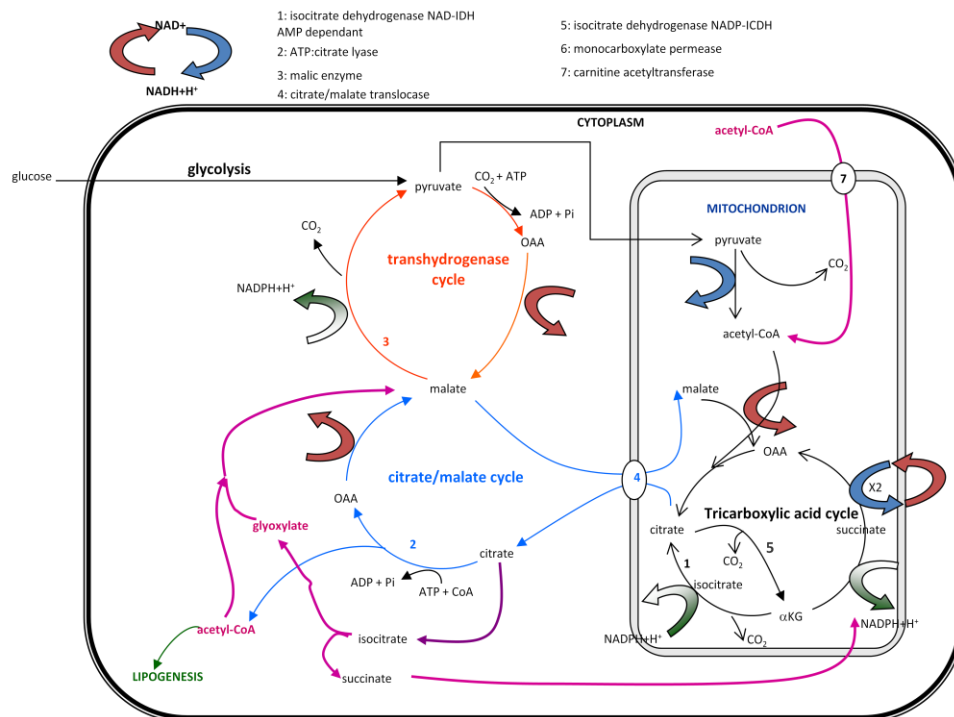 NAD+
NADH+H⁺
1: isocitrate dehydrogenase NAD-IDH
AMP dependant
2: ATP:citrate lyase
3: malic enzyme
4: citrate/malate translocase
5: isocitrate dehydrogenase NADP-ICDH
6: monocarboxylate permease
7: carnitine acetyltransferase
CYTOPLASM
acetyl-CoA
glucose
glycolysis
pyruvate
CO₂ + ATP
ADP + Pi
OAA
CO₂
transhydrogenase
cycle
NADPH+H⁺
3
malate
7
MITOCHONDRION
pyruvate
CO₂
acetyl-CoA
malate
OAA
4
citrate/malate cycle
OAA
glyoxylate
2
citrate
ADP + Pi
ATP + CoA
acetyl-CoA
isocitrate
LIPOGENESIS
succinate
X2
Tricarboxylic acid cycle
citrate
succinate
CO₂
5
1
isocitrate
αKG
NADPH+H⁺
CO₂
NADPH+H⁺